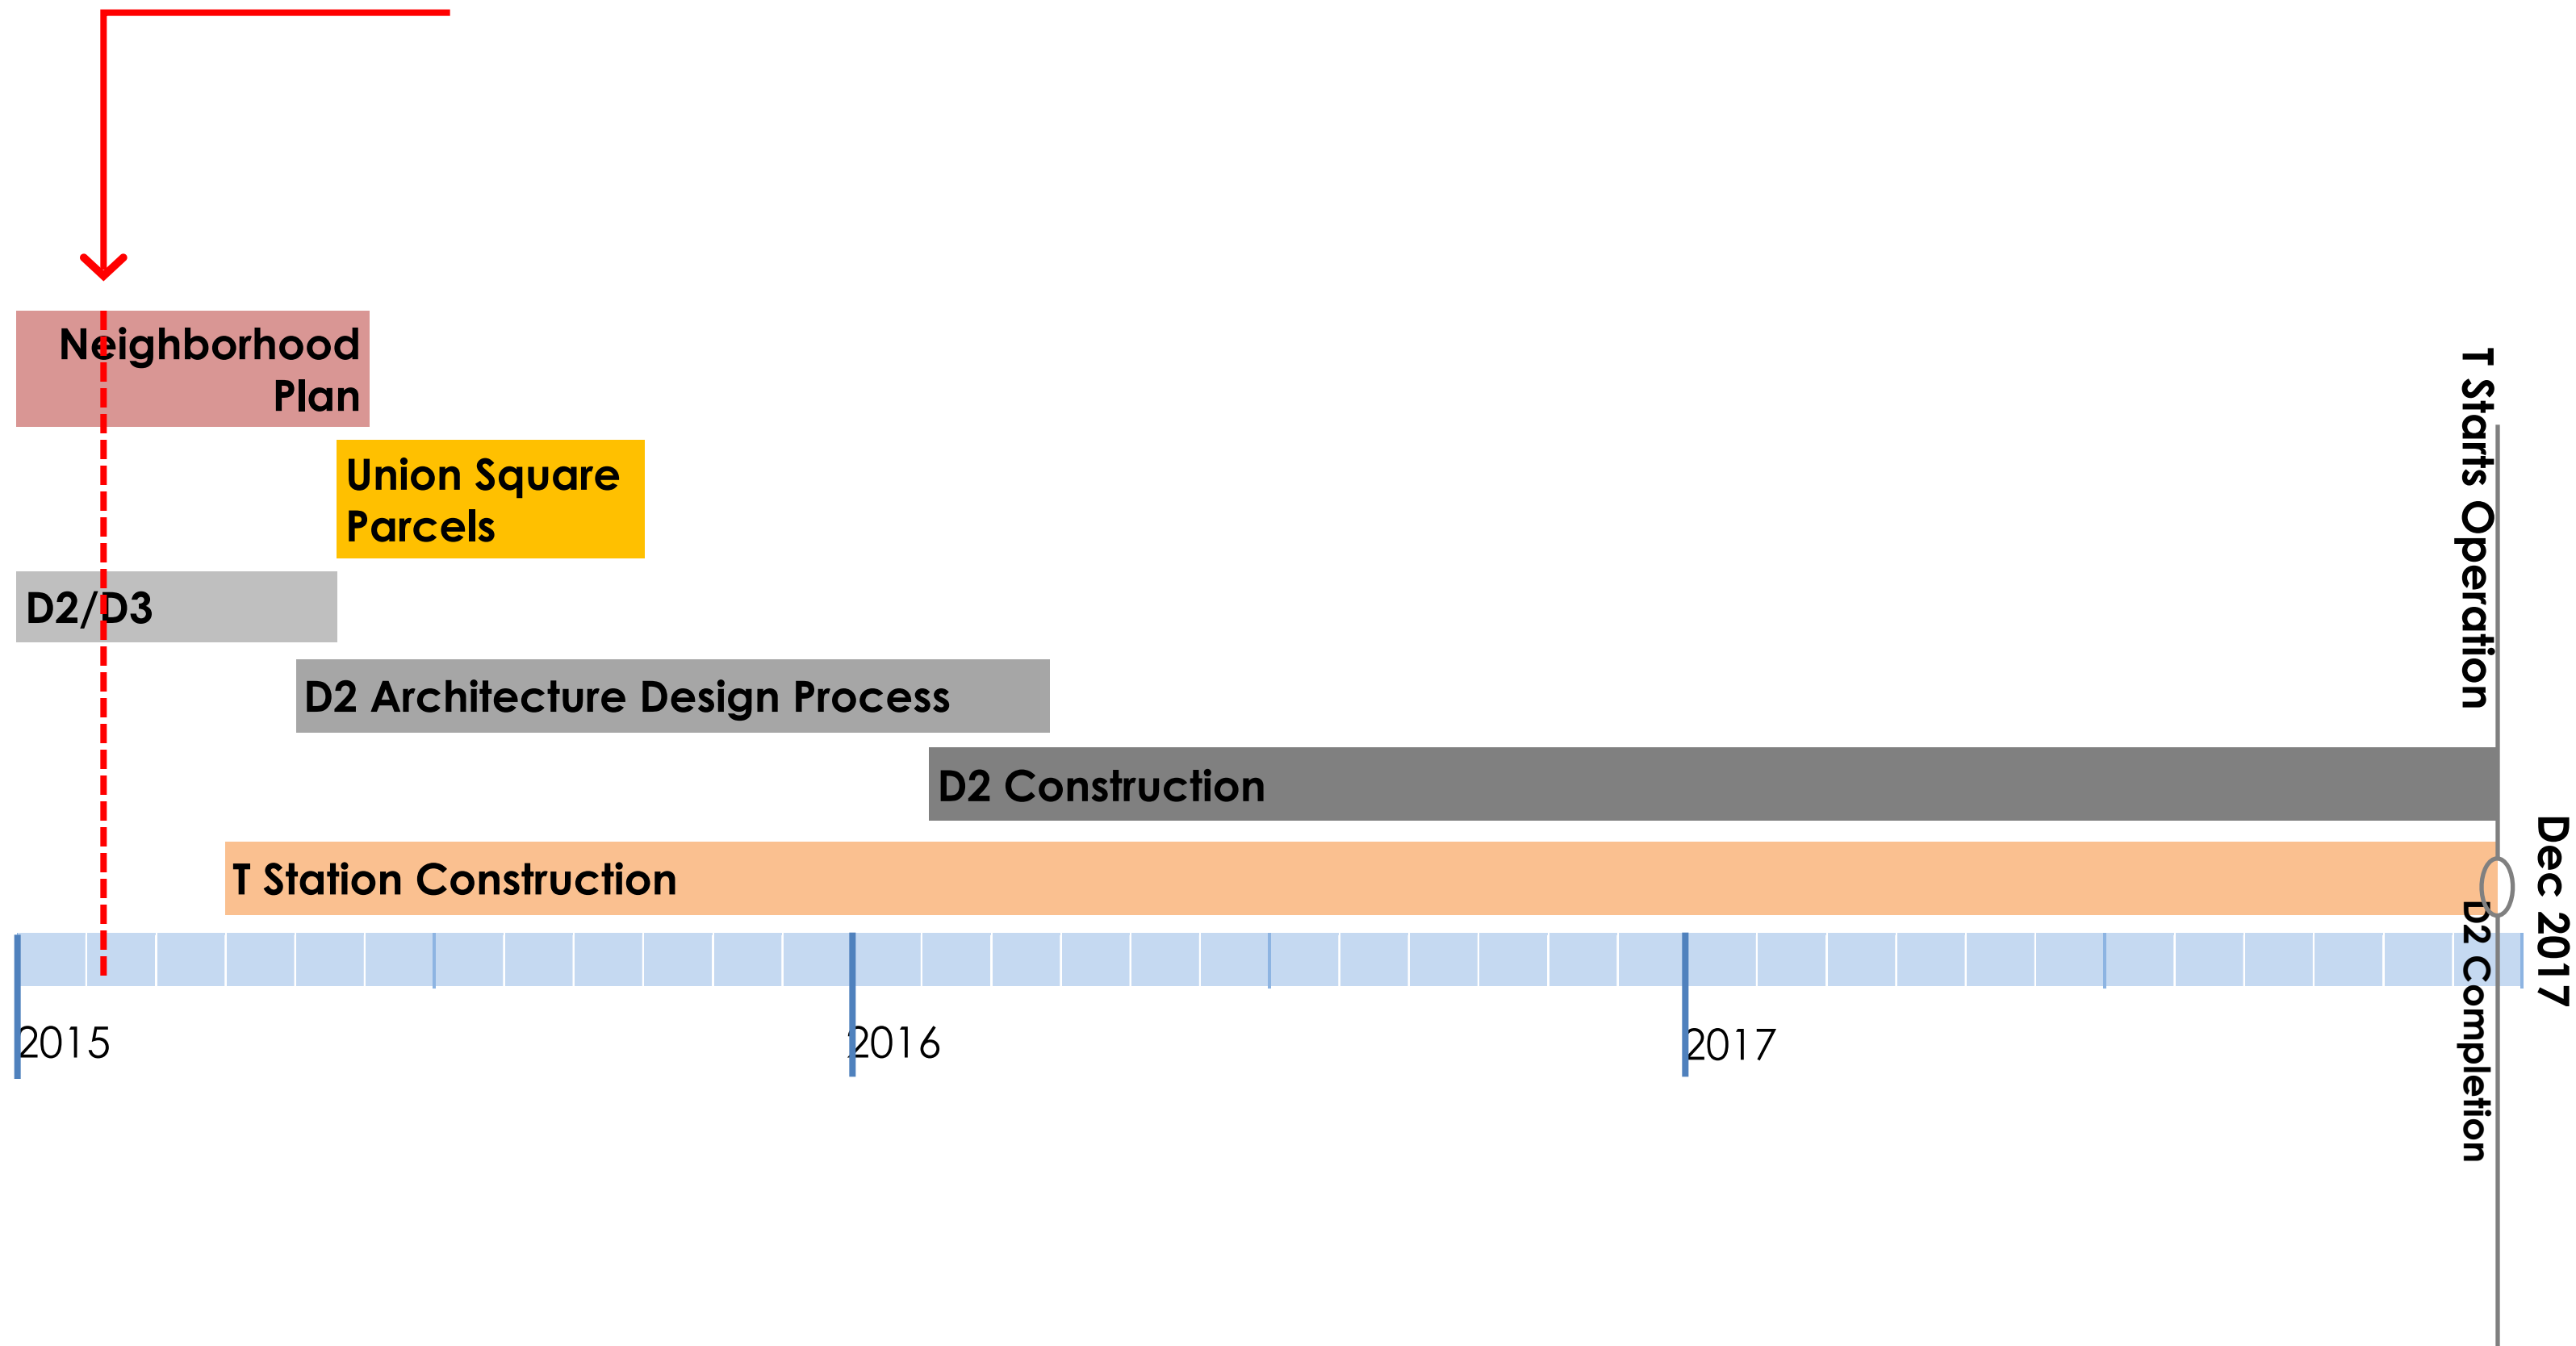 Neighborhood
Plan
Union Square
Parcels
D2/D3
D2 Architecture Design Process
D2 Construction
T Station Construction
2015
2016
2017
T Starts Operation
D2 Completion
Dec 2017